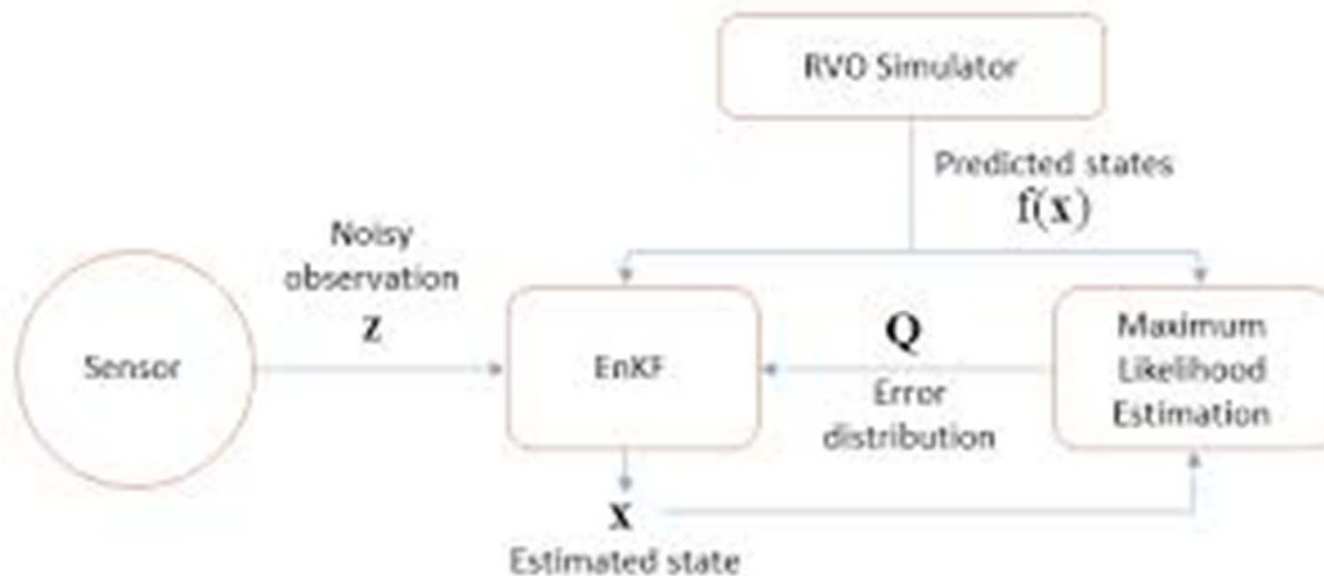 RVO Simulator
Predicted states
f(x)
Noisy
observation
z
Sensor
EnKF
Q
Error
distribution
Maximum
Likelihood
Estimation
x
Estimated state